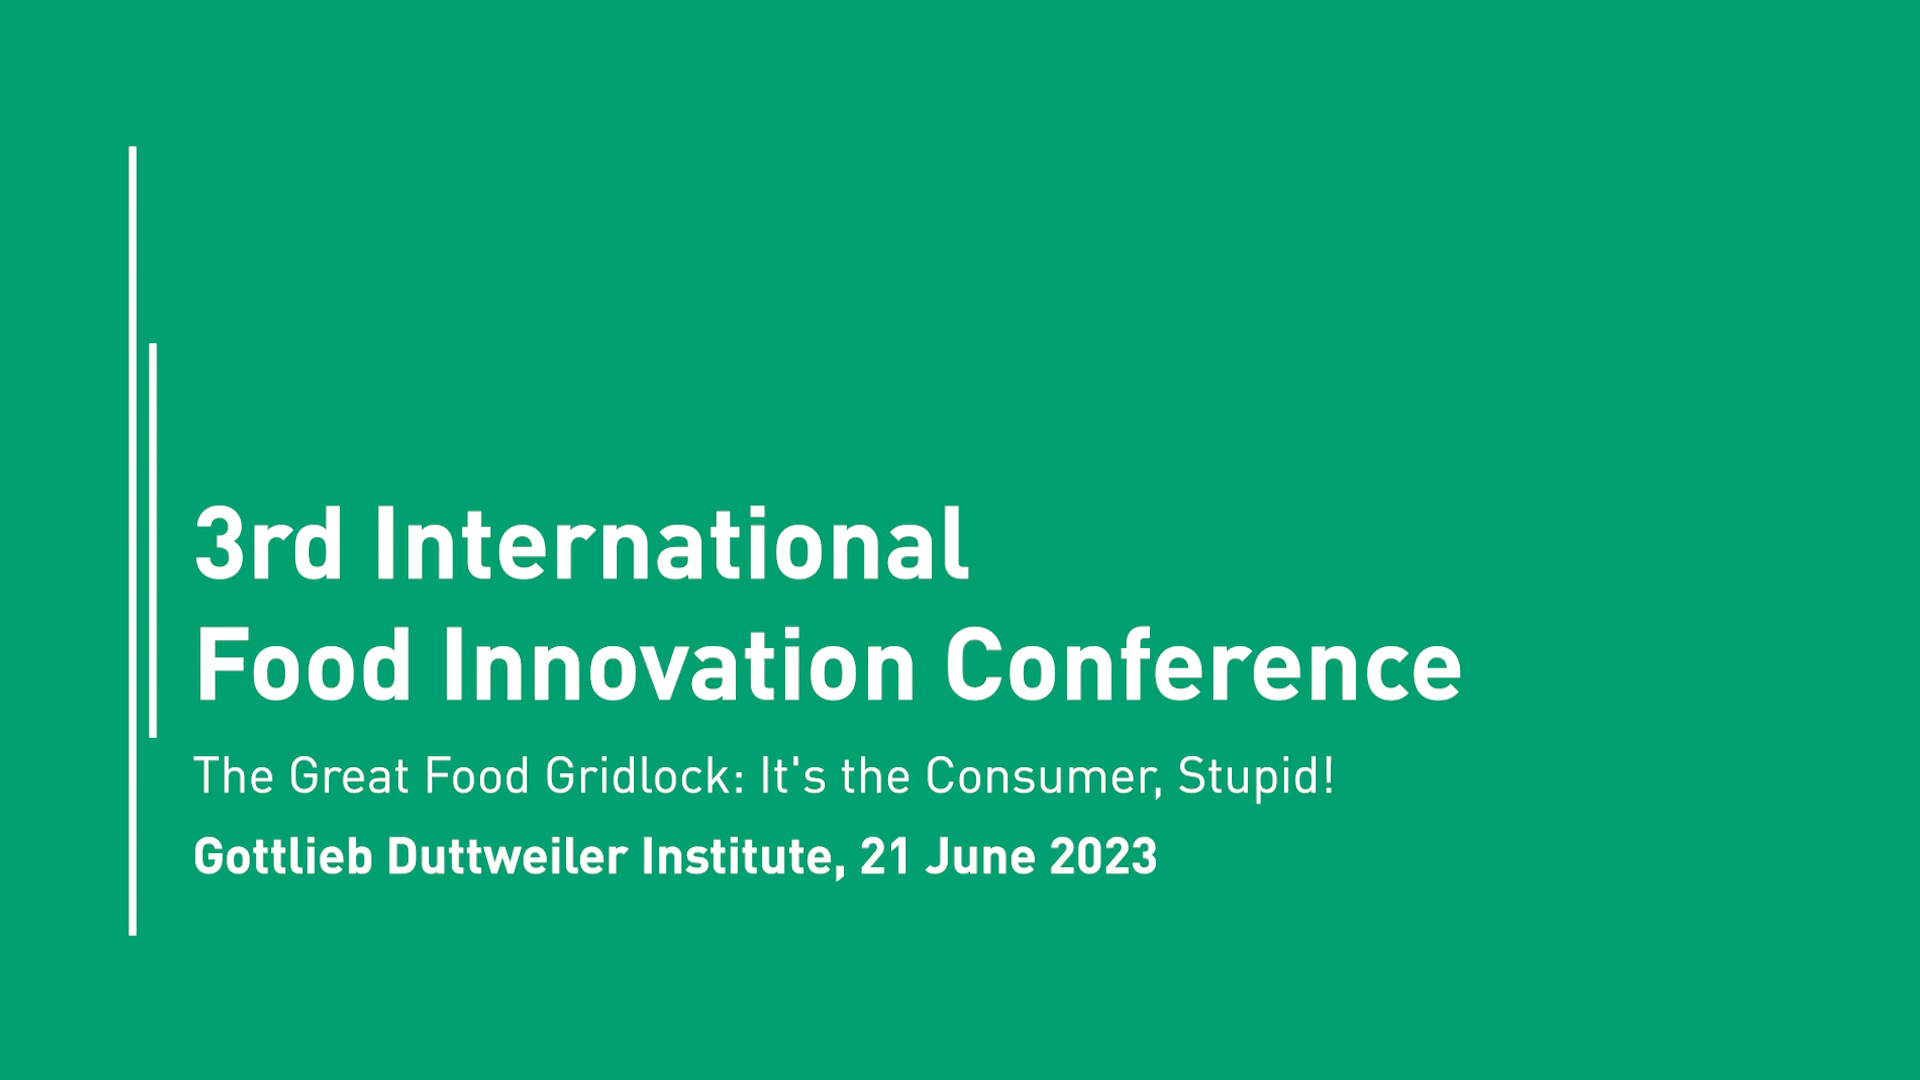 3rd International
Food Innovation Conference
The Great Food Gridlock: It's the Consumer, Stupid!
Gottlieb Duttweiler Institute, 21 June 2023